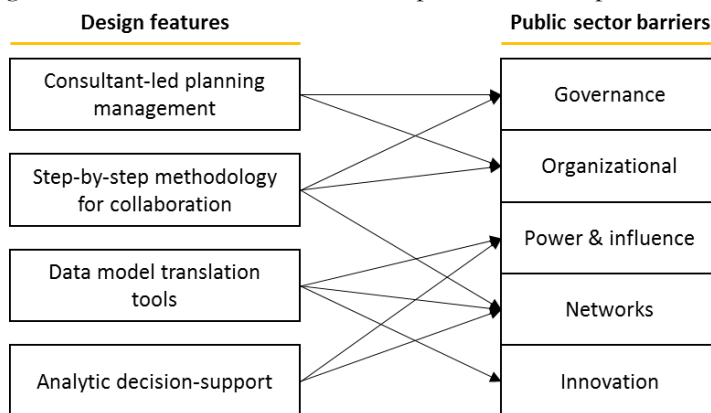 Design features
Public sector barriers
Consultant-led planning
management
Step-by-step methodology
for collaboration
Data model translation
tools
Analytic decision-support
Governance
Organizational
Power & influence
Networks
Innovation